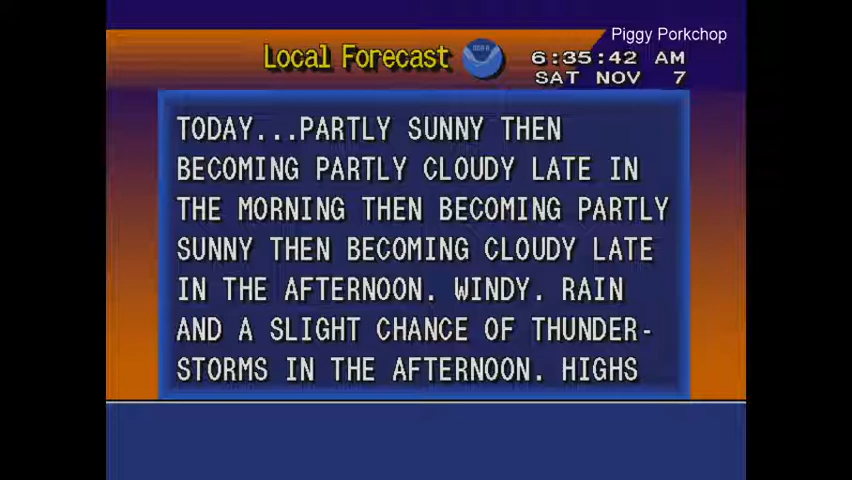 Piggy Porkchop
Local Forecast
6:35:42 AM
SAT NOV 7
TODAY...PARTLY SUNNY THEN
BECOMING PARTLY CLOUDY LATE IN
THE MORNING THEN BECOMING PARTLY
SUNNY THEN BECOMING CLOUDY LATE
IN THE AFTERNOON. WINDY. RAIN
AND A SLIGHT CHANCE OF THUNDER-
STORMS IN THE AFTERNOON. HIGHS